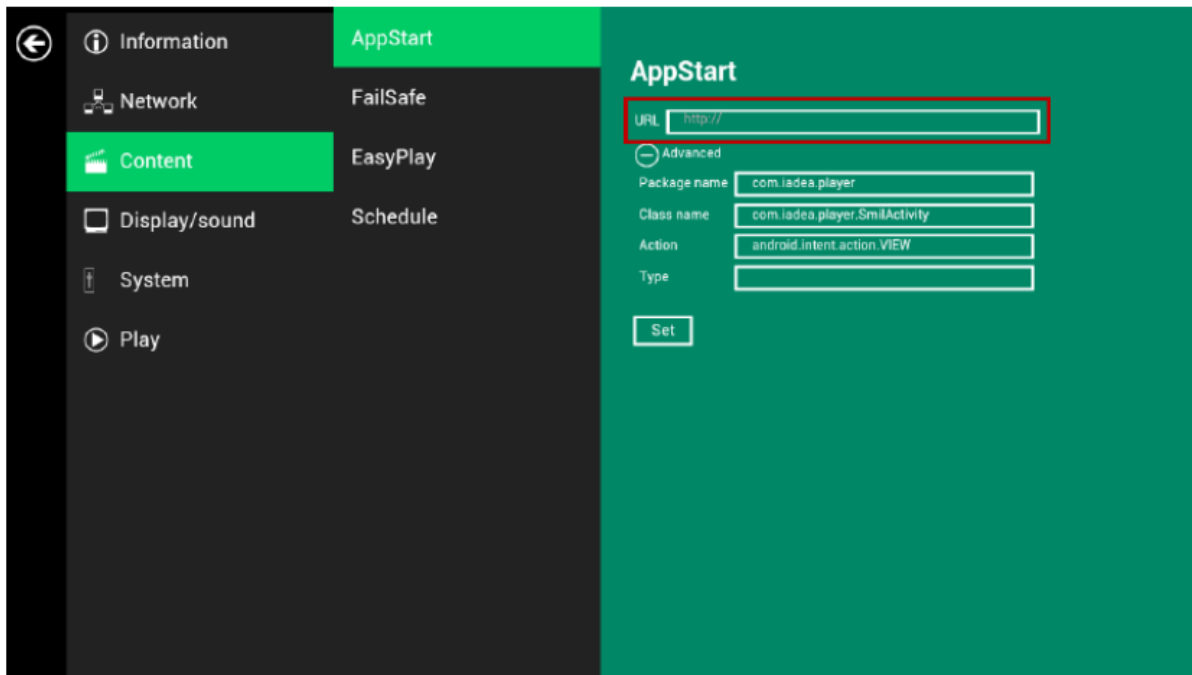 Information
Network
Content
Display/sound
System
Play
AppStart
FailSafe
EasyPlay
Schedule
AppStart
URL http://
Advanced
Package name com.iadea.player
Class name com.iadea.player.SmilActivity
Action android.intent.action.VIEW
Type
Set